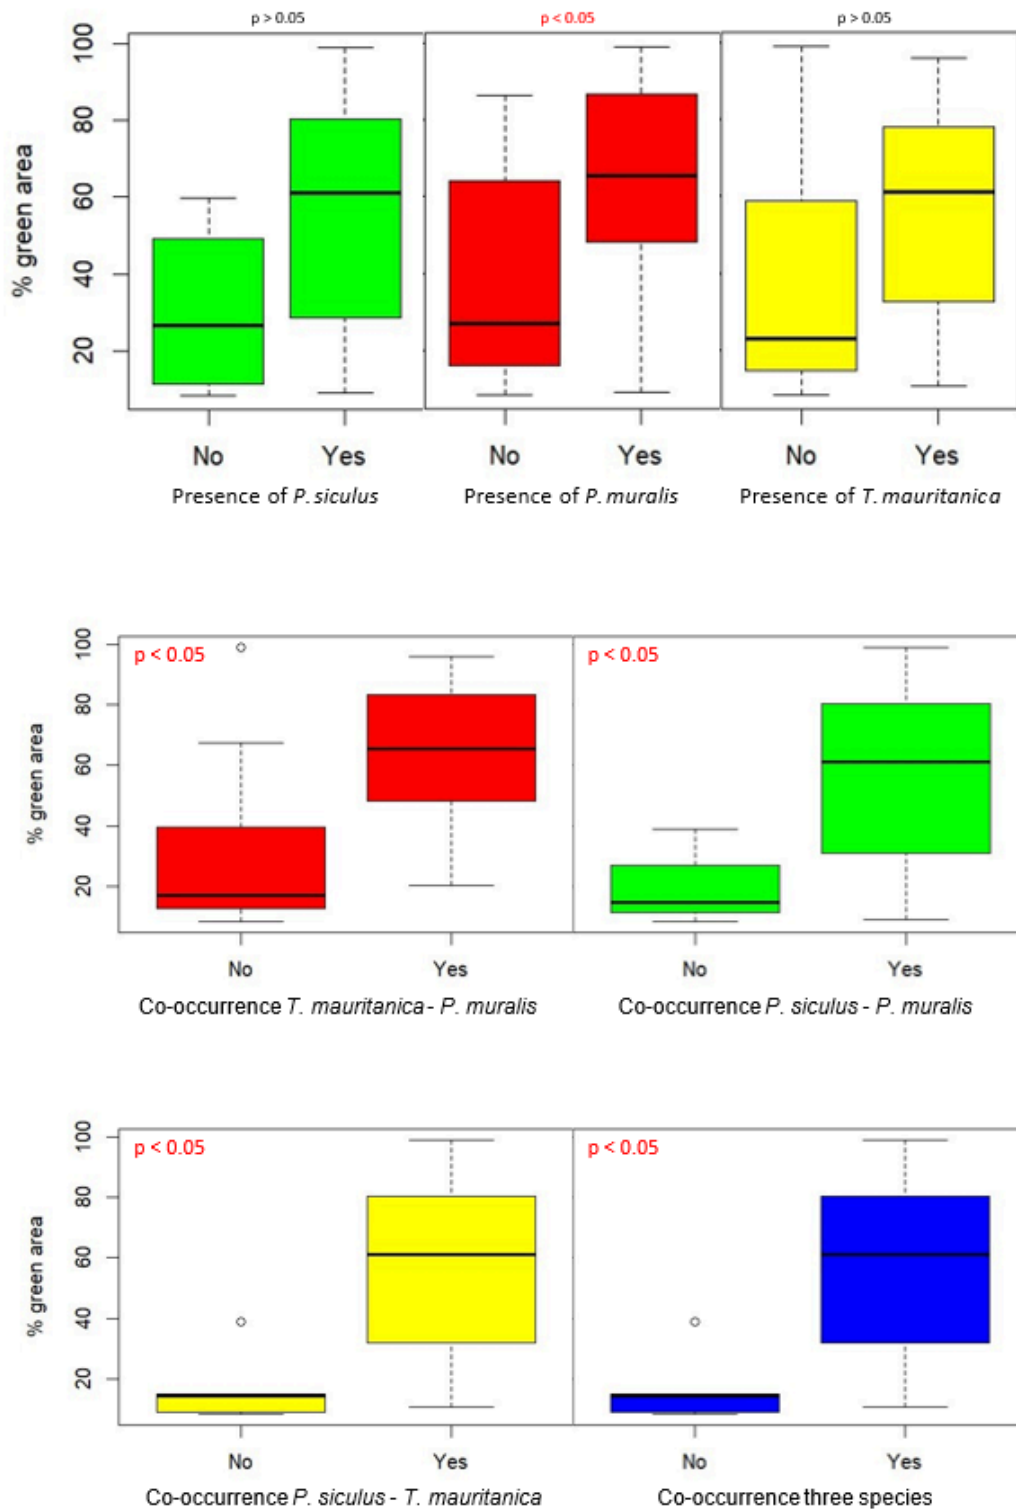 p > 0.05 p < 0.05 p > 0.05
% green area
100
80
60
40
20
No Yes No Yes No Yes
Presence of P. siculus Presence of P. muralis Presence of T. mauritanica
p < 0.05 p < 0.05
% green area
100
80
60
40
20
No Yes No Yes
Co-occurrence T. mauritanica - P. muralis Co-occurrence P. siculus - P. muralis
p < 0.05 p < 0.05
% green area
100
80
60
40
20
No Yes No Yes
Co-occurrence P. siculus - T. mauritanica Co-occurrence three species